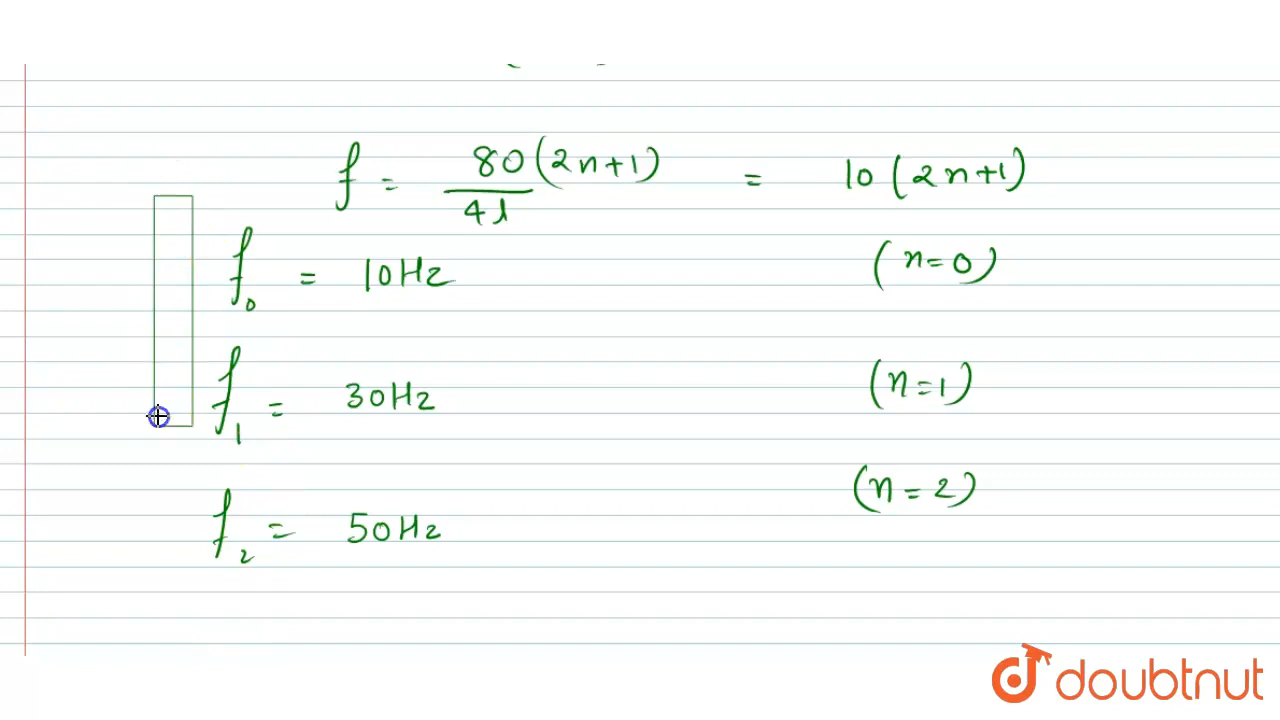 f = 80(2n+1)/4l = 10(2n+1)
f₀ = 10Hz (n=0)
f₁ = 30Hz (n=1)
f₂ = 50Hz (n=2)
doubtnut